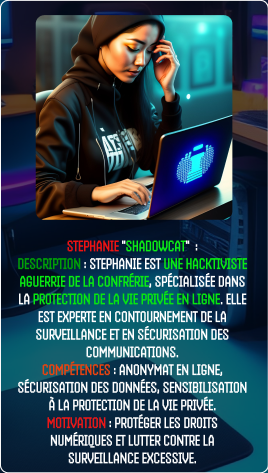 STEPHANIE "SHADOWCAT" :
DESCRIPTION : STEPHANIE EST UNE HACKTIVISTE
AGUERRIE DE LA CONFRÉRIE, SPÉCIALISÉE DANS
LA PROTECTION DE LA VIE PRIVÉE EN LIGNE. ELLE
EST EXPERTE EN CONTOURNEMENT DE LA
SURVEILLANCE ET EN SÉCURISATION DES
COMMUNICATIONS.
COMPÉTENCES : ANONYMAT EN LIGNE,
SÉCURISATION DES DONNÉES, SENSIBILISATION
À LA PROTECTION DE LA VIE PRIVÉE.
MOTIVATION : PROTÉGER LES DROITS
NUMÉRIQUES ET LUTTER CONTRE LA
SURVEILLANCE EXCESSIVE.